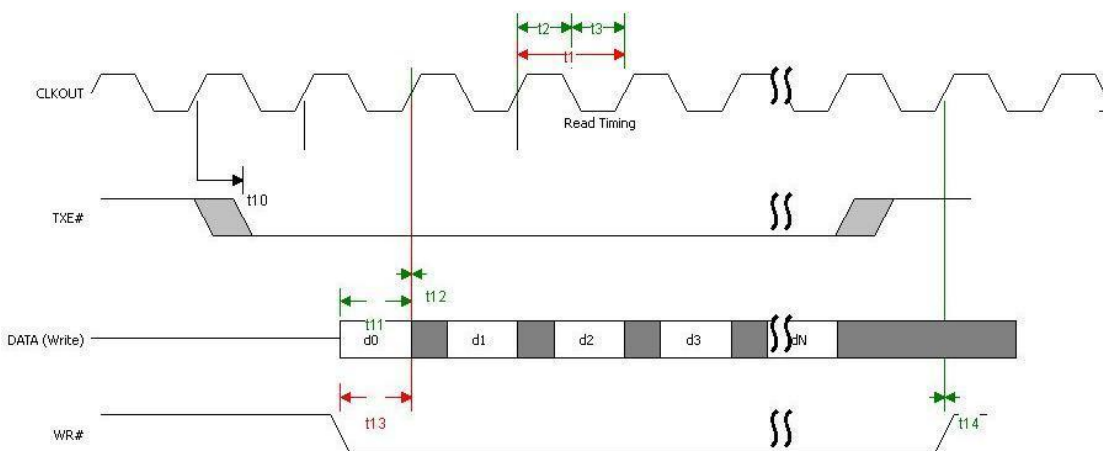 t2 t3
t1
CLKOUT
Read Timing
t10
TXE#
t12
t11
DATA (Write) d0 d1 d2 d3 dN
t13
t14
WR#